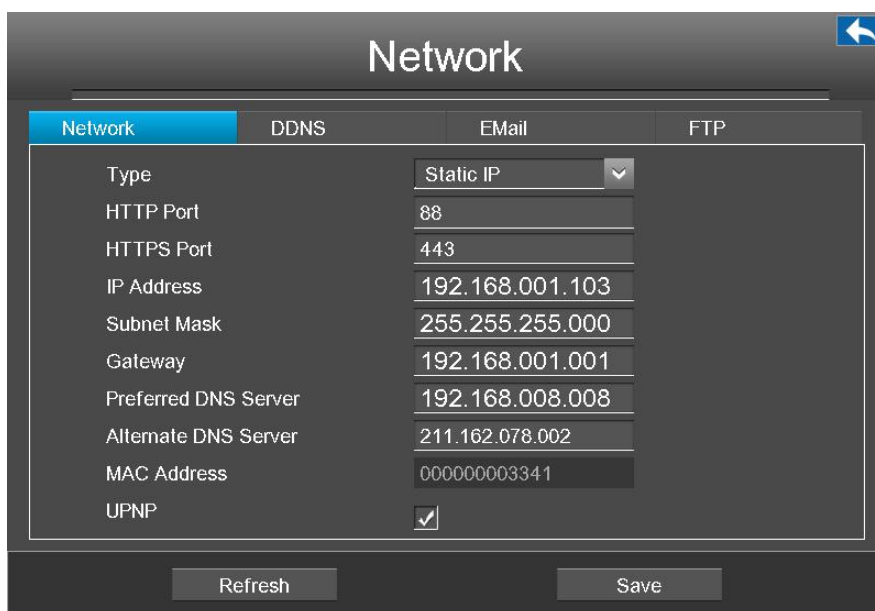 Network
Network DDNS EMail FTP
Type Static IP
HTTP Port 88
HTTPS Port 443
IP Address 192.168.001.103
Subnet Mask 255.255.255.000
Gateway 192.168.001.001
Preferred DNS Server 192.168.008.008
Alternate DNS Server 211.162.078.002
MAC Address 000000003341
UPNP
Refresh Save